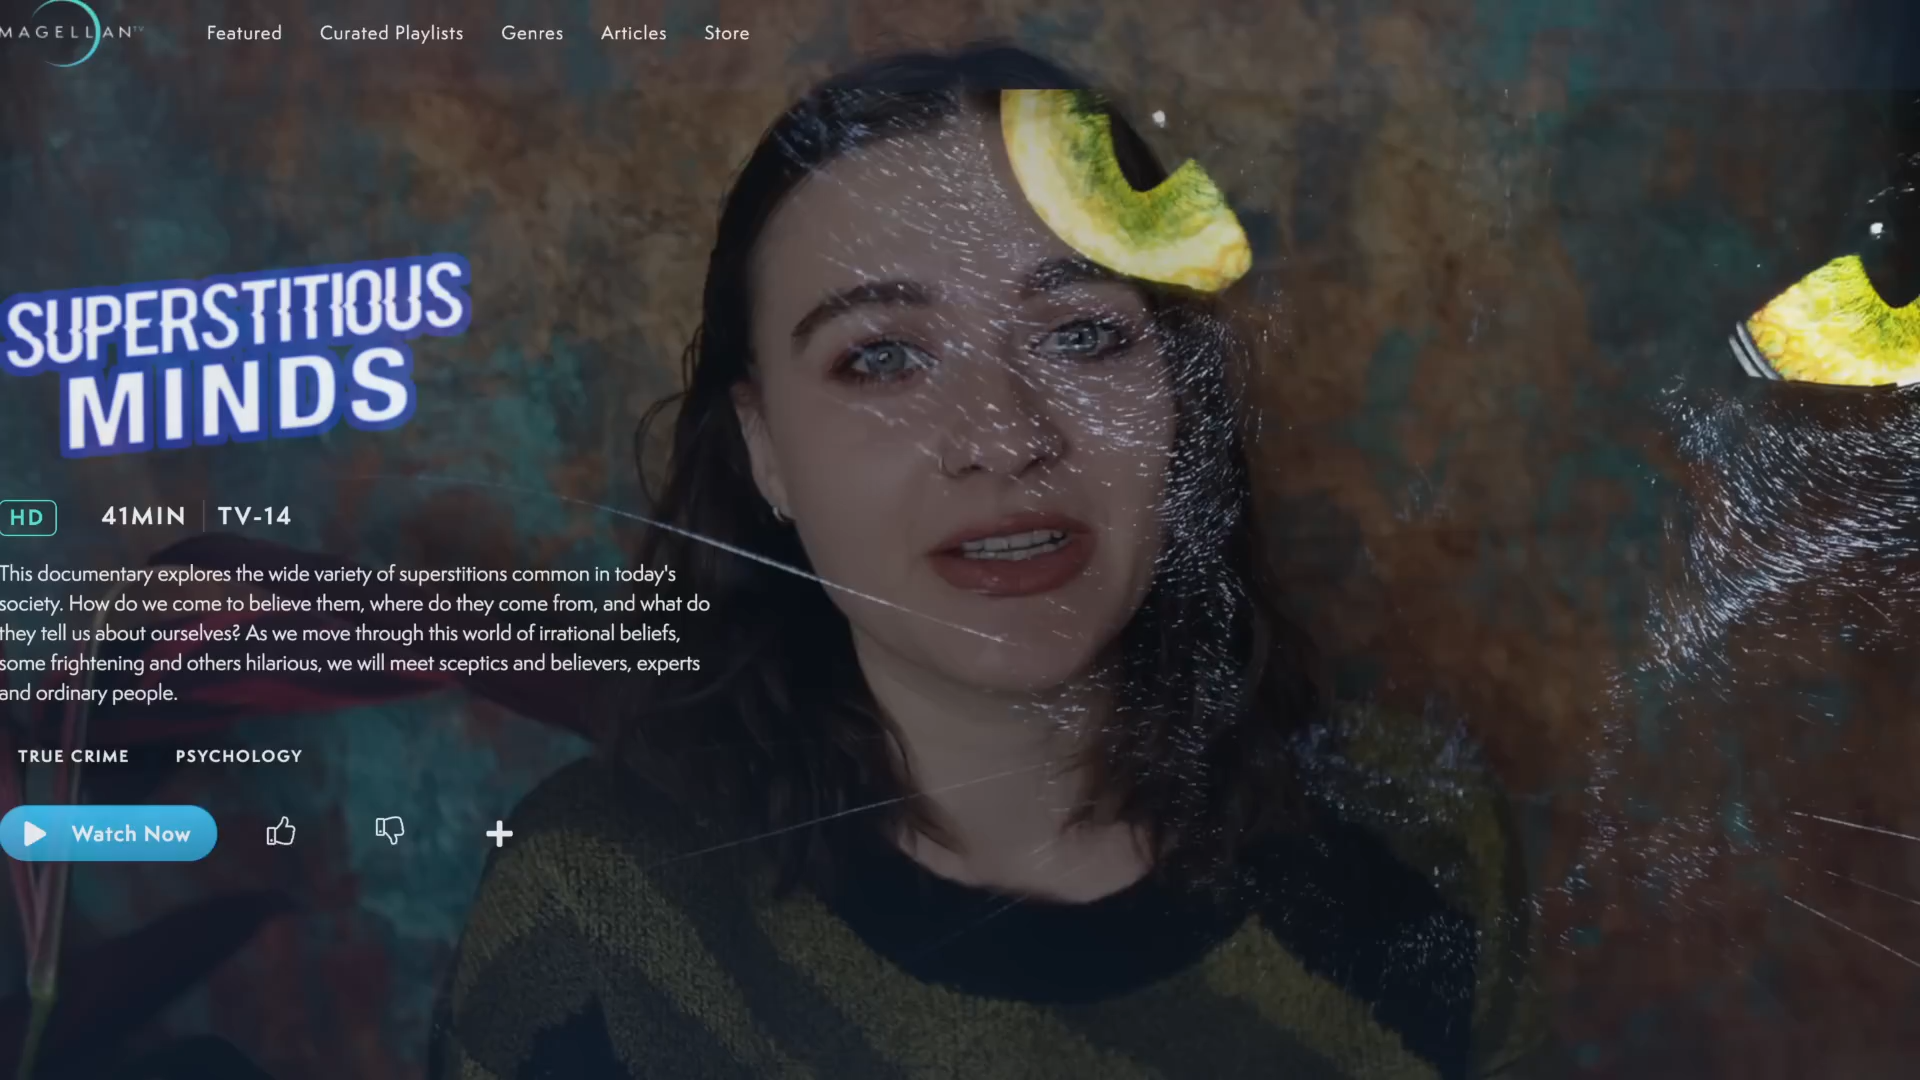 MAGELLAN TV
Featured
Curated Playlists
Genres
Articles
Store
SUPERSTITIOUS
MINDS
HD
41MIN
TV-14
This documentary explores the wide variety of superstitions common in today's
society. How do we come to believe them, where do they come from, and what do
they tell us about ourselves? As we move through this world of irrational beliefs,
some frightening and others hilarious, we will meet sceptics and believers, experts
and ordinary people.
TRUE CRIME
PSYCHOLOGY
Watch Now